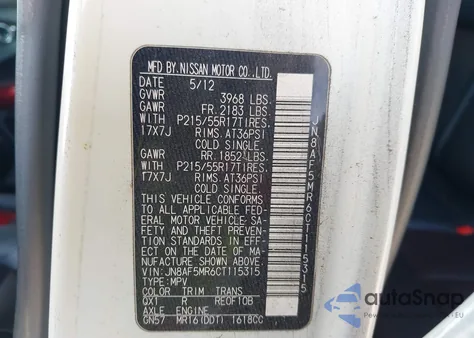 MFD.BY.NISSAN MOTOR CO.,LTD.
DATE 5/12
GVWR 3968 LBS.
GAWR FR.2183 LBS.
WITH P215/55R17TIRES.
17X7J RIMS.AT36PSI
COLD SINGLE.
GAWR RR.1852 LBS.
WITH P215/55R17TIRES.
17X7J RIMS.AT36PSI
COLD SINGLE.
THIS VEHICLE CONFORMS
TO ALL APPLICABLE FED-
ERAL MOTOR VEHICLE SA-
FETY AND THEFT PREVEN-
TION STANDARDS IN EFF-
ECT ON THE DATE OF MA-
NUFACTURE SHOWN ABOVE.
VIN:JN8AF5MR6CT115315
TYPE:MPV
COLOR TRIM TRANS
QX1 R RE0F10B
AXLE ENGINE
GN57 MR16(DDT) 1618CC
JN8AF5MR6CT115315
autoSnap